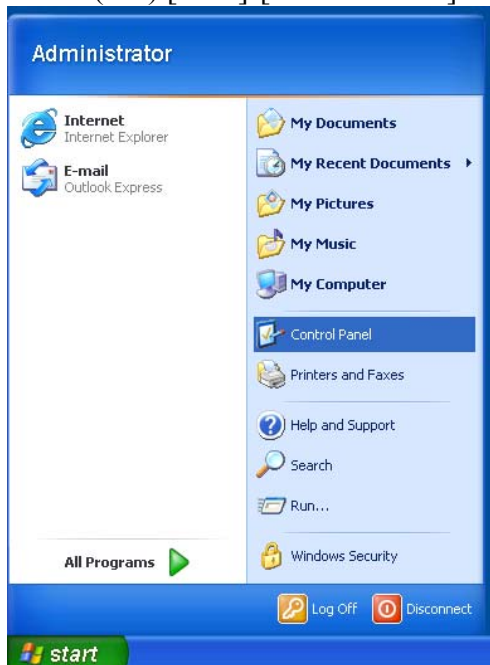 Administrator
Internet
Internet Explorer
E-mail
Outlook Express
All Programs
My Documents
My Recent Documents
My Pictures
My Music
My Computer
Control Panel
Printers and Faxes
Help and Support
Search
Run...
Windows Security
Log Off
Disconnect
start